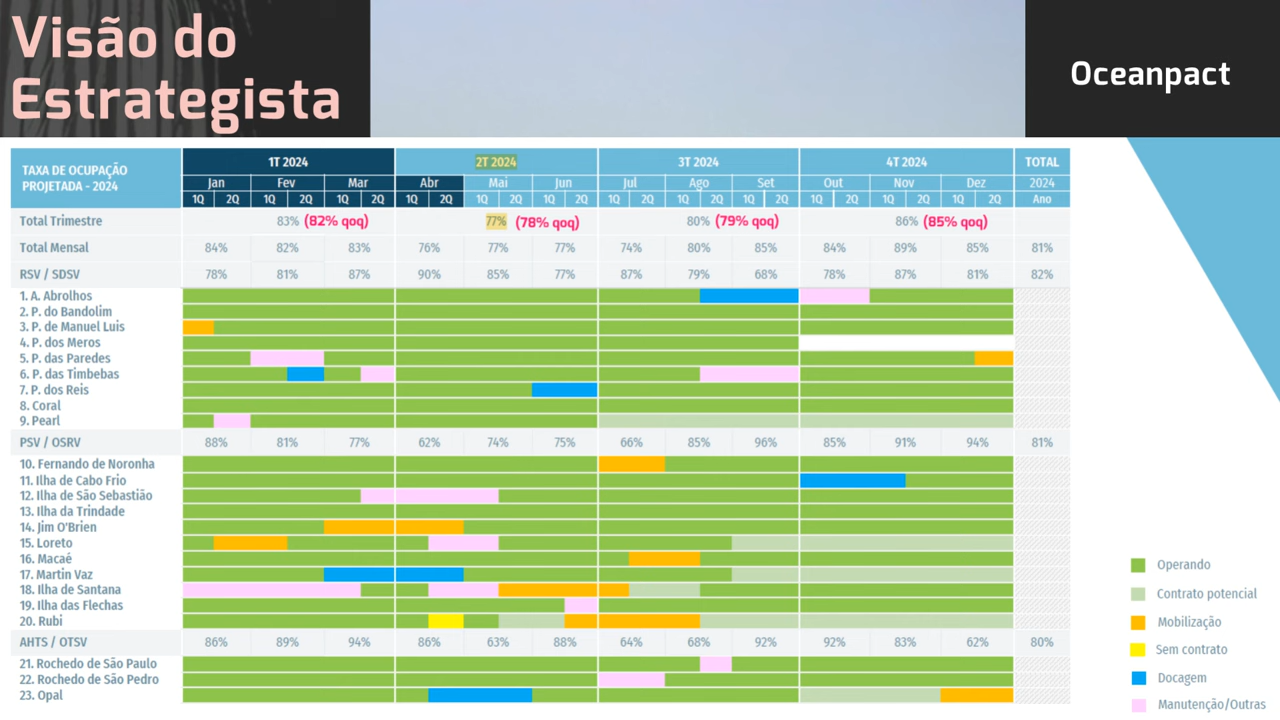 Visão do
Estrategista
Oceanpact
TAXA DE OCUPAÇÃO
PROJETADA - 2024
1T 2024 2T 2024 3T 2024 4T 2024 TOTAL
Jan Fev Mar Abr Mai Jun Jul Ago Set Out Nov Dez 2024
1Q 2Q 1Q 2Q 1Q 2Q 1Q 2Q 1Q 2Q 1Q 2Q 1Q 2Q 1Q 2Q 1Q 2Q 1Q 2Q 1Q 2Q 1Q 2Q Ano
Total Trimestre 83% (82% qoq) 77% (78% qoq) 80% (79% qoq) 86% (85% qoq)
Total Mensal 84% 82% 83% 76% 77% 77% 74% 80% 85% 84% 89% 85% 81%
RSV / SDSV 78% 81% 87% 90% 85% 77% 87% 79% 68% 78% 87% 81% 82%
1. A. Abrolhos
2. P. do Bandolim
3. P. de Manuel Luis
4. P. dos Meros
5. P. das Paredes
6. P. das Timbebas
7. P. dos Reis
8. Coral
9. Pearl
PSV / OSRV 88% 81% 77% 62% 74% 75% 66% 85% 96% 85% 91% 94% 81%
10. Fernando de Noronha
11. Ilha de Cabo Frio
12. Ilha de São Sebastião
13. Ilha da Trindade
14. Jim O'Brien
15. Loreto
16. Macaé
17. Martin Vaz
18. Ilha de Santana
19. Ilha das Flechas
20. Rubi
AHTS / OTSV 86% 89% 94% 86% 62% 88% 64% 68% 92% 92% 83% 62% 80%
21. Rochedo de São Paulo
22. Rochedo de São Pedro
23. Opal
Operando
Contrato potencial
Mobilização
Sem contrato
Docagem
Manutenção/Outras